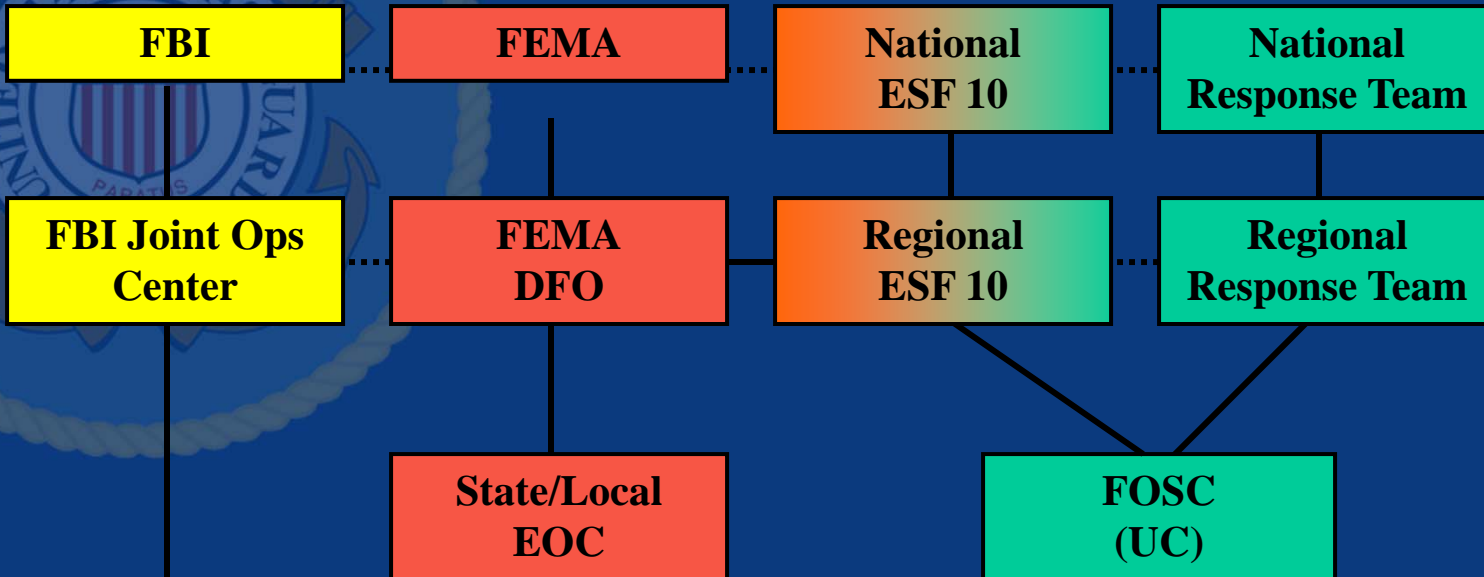 FBI
FEMA
National
ESF 10
National
Response Team
FBI Joint Ops
Center
FEMA
DFO
Regional
ESF 10
Regional
Response Team
State/Local
EOC
FOSC
(UC)
PARATUS